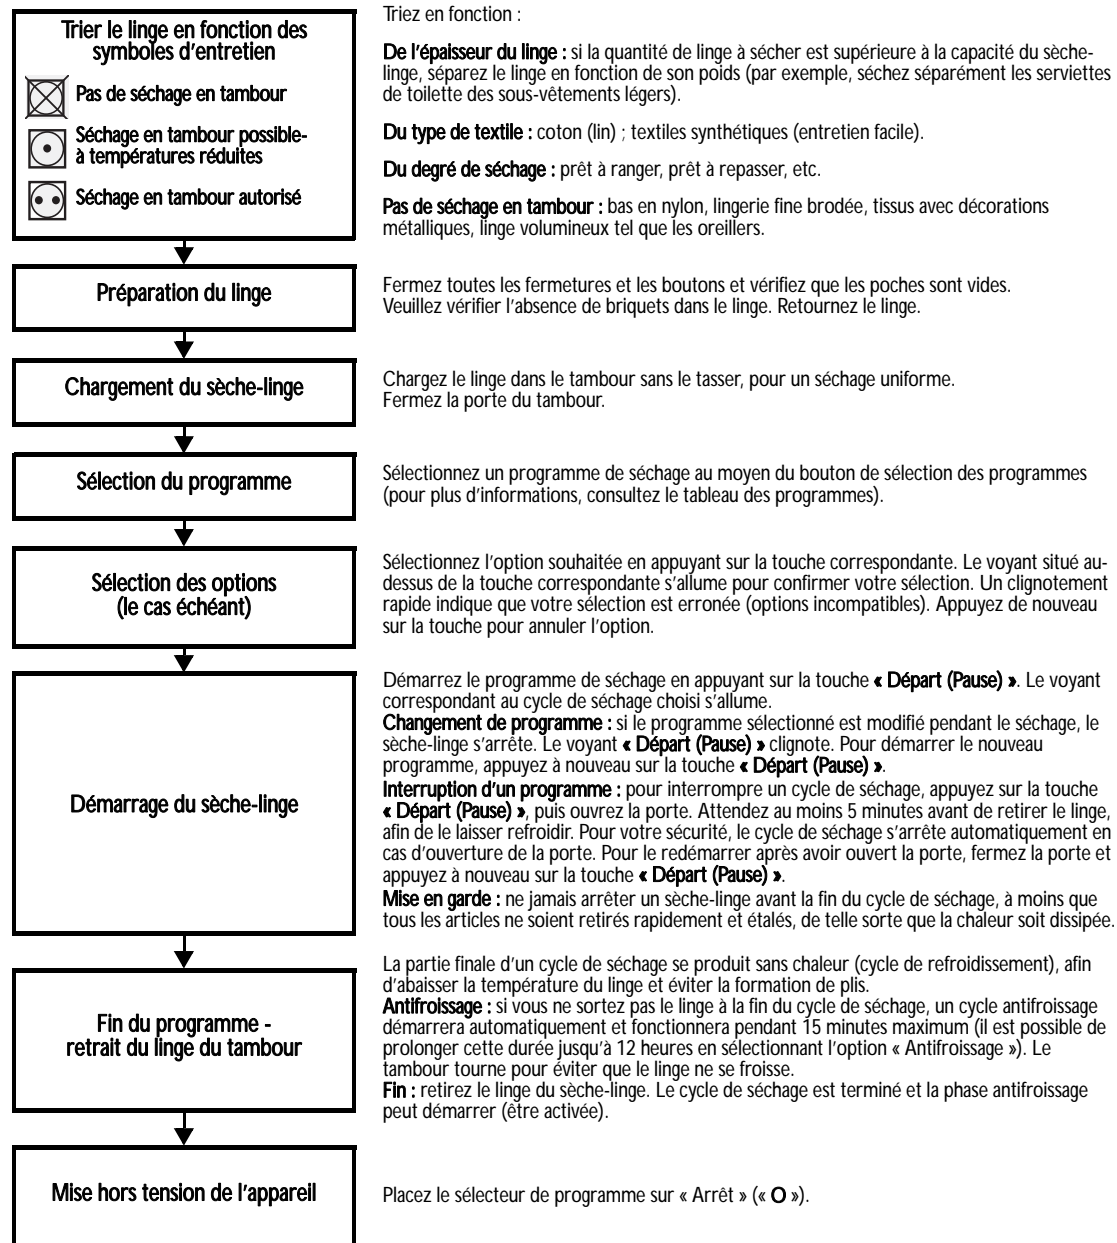 Trier le linge en fonction des
symboles d'entretien
Pas de séchage en tambour
Séchage en tambour possible-
à températures réduites
Séchage en tambour autorisé
Triez en fonction :
De l'épaisseur du linge : si la quantité de linge à sécher est supérieure à la capacité du sèche-
linge, séparez le linge en fonction de son poids (par exemple, séchez séparément les serviettes
de toilette des sous-vêtements légers).
Du type de textile : coton (lin) ; textiles synthétiques (entretien facile).
Du degré de séchage : prêt à ranger, prêt à repasser, etc.
Pas de séchage en tambour : bas en nylon, lingerie fine brodée, tissus avec décorations
métalliques, linge volumineux tel que les oreillers.
Préparation du linge
Fermez toutes les fermetures et les boutons et vérifiez que les poches sont vides.
Veuillez vérifier l'absence de briquets dans le linge. Retournez le linge.
Chargement du sèche-linge
Chargez le linge dans le tambour sans le tasser, pour un séchage uniforme.
Fermez la porte du tambour.
Sélection du programme
Sélectionnez un programme de séchage au moyen du bouton de sélection des programmes
(pour plus d'informations, consultez le tableau des programmes).
Sélection des options
(le cas échéant)
Sélectionnez l'option souhaitée en appuyant sur la touche correspondante. Le voyant situé au-
dessus de la touche correspondante s'allume pour confirmer votre sélection. Un clignotement
rapide indique que votre sélection est erronée (options incompatibles). Appuyez de nouveau
sur la touche pour annuler l'option.
Démarrage du sèche-linge
Démarrez le programme de séchage en appuyant sur la touche « Départ (Pause) ». Le voyant
correspondant au cycle de séchage choisi s'allume.
Changement de programme : si le programme sélectionné est modifié pendant le séchage, le
sèche-linge s'arrête. Le voyant « Départ (Pause) » clignote. Pour démarrer le nouveau
programme, appuyez à nouveau sur la touche « Départ (Pause) ».
Interruption d'un programme : pour interrompre un cycle de séchage, appuyez sur la touche
« Départ (Pause) », puis ouvrez la porte. Attendez au moins 5 minutes avant de retirer le linge,
afin de le laisser refroidir. Pour votre sécurité, le cycle de séchage s'arrête automatiquement en
cas d'ouverture de la porte. Pour le redémarrer après avoir ouvert la porte, fermez la porte et
appuyez à nouveau sur la touche « Départ (Pause) ».
Mise en garde : ne jamais arrêter un sèche-linge avant la fin du cycle de séchage, à moins que
tous les articles ne soient retirés rapidement et étalés, de telle sorte que la chaleur soit dissipée.
Fin du programme -
retrait du linge du tambour
La partie finale d'un cycle de séchage se produit sans chaleur (cycle de refroidissement), afin
d'abaisser la température du linge et éviter la formation de plis.
Antifroissage : si vous ne sortez pas le linge à la fin du cycle de séchage, un cycle antifroissage
démarrera automatiquement et fonctionnera pendant 15 minutes maximum (il est possible de
prolonger cette durée jusqu'à 12 heures en sélectionnant l'option « Antifroissage »). Le
tambour tourne pour éviter que le linge ne se froisse.
Fin : retirez le linge du sèche-linge. Le cycle de séchage est terminé et la phase antifroissage
peut démarrer (être activée).
Mise hors tension de l'appareil
Placez le sélecteur de programme sur « Arrêt » (« O »).